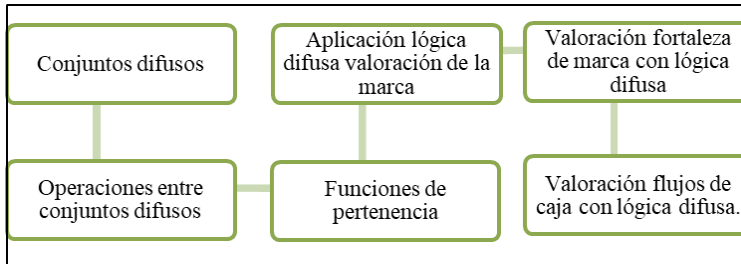 Conjuntos difusos
Operaciones entre
conjuntos difusos
Funciones de
pertenencia
Aplicación lógica
difusa valoración de la
marca
Valoración fortaleza
de marca con lógica
difusa
Valoración flujos de
caja con lógica difusa.